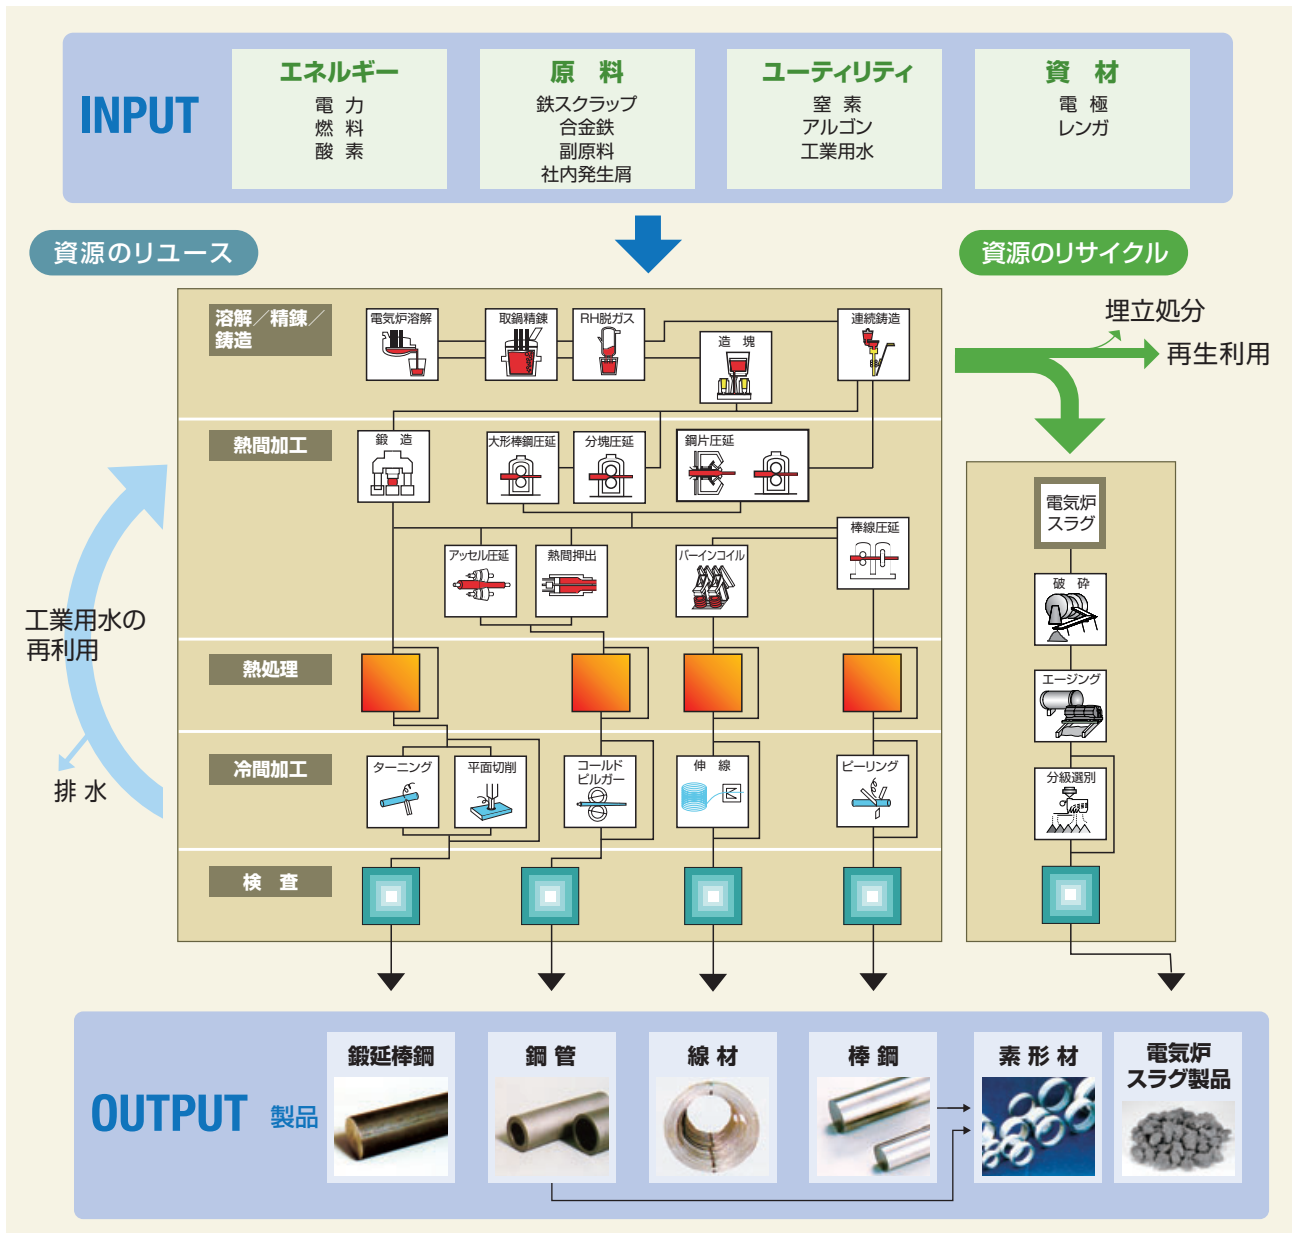 INPUT
エネルギー
電 力
燃 料
酸 素
原 料
鉄スクラップ
合金鉄
副原料
社内発生屑
ユーティリティ
窒 素
アルゴン
工業用水
資 材
電 極
レンガ
資源のリユース
資源のリサイクル
溶解／精錬／
鋳造
電気炉溶解
取鍋精錬
RH脱ガス
造 塊
連続鋳造
埋立処分
再生利用
熱間加工
鍛 造
大形棒鋼圧延
分塊圧延
鋼片圧延
アッセル圧延
熱間押出
バーインコイル
棒線圧延
電気炉
スラグ
破 砕
エージング
分級選別
工業用水の
再利用
排 水
熱処理
冷間加工
ターニング
平面切削
コールド
ピルガー
伸 線
ピーリング
検 査
OUTPUT 製品
鍛延棒鋼
鋼 管
線 材
棒 鋼
素 形 材
電気炉
スラグ製品